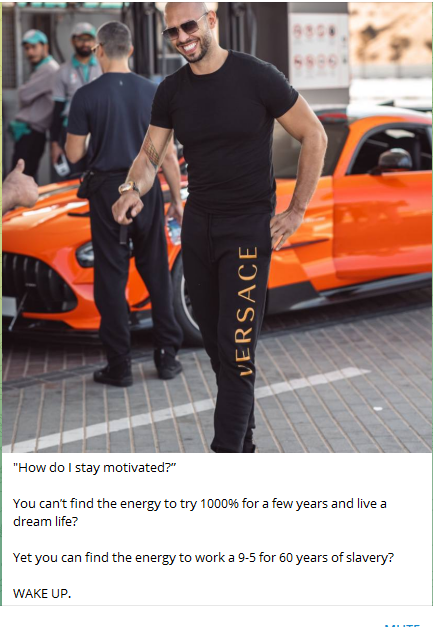 VERSACE
"How do I stay motivated?”
You can’t find the energy to try 1000% for a few years and live a
dream life?
Yet you can find the energy to work a 9-5 for 60 years of slavery?
WAKE UP.